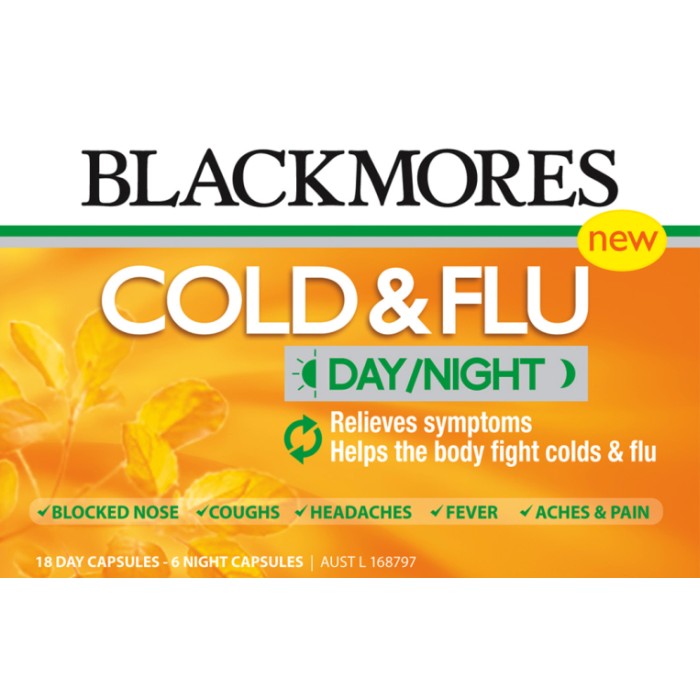 BLACKMORES
new
COLD & FLU
DAY/NIGHT
Relieves symptoms
Helps the body fight colds & flu
✓BLOCKED NOSE ✓COUGHS ✓HEADACHES ✓FEVER ✓ACHES & PAIN
18 DAY CAPSULES - 6 NIGHT CAPSULES | AUST L 168797